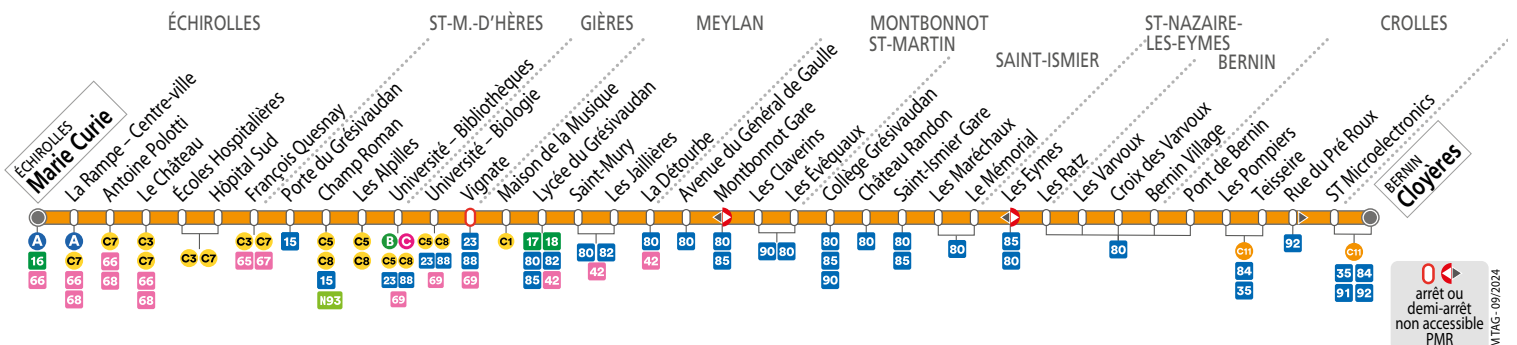 ÉCHIROLLES
ST-M.-D'HÈRES
GIÈRES
MEYLAN
MONTBONNOT
ST-MARTIN
SAINT-ISMIER
ST-NAZAIRE-
LES-EYMES
BERNIN
CROLLES
ÉCHIROLLES
Marie Curie
La Rampe – Centre-ville
Antoine Polotti
Le Château
Écoles Hospitalières
Hôpital Sud
François Quesnay
Porte du Grésivaudan
Champ Roman
Les Alpilles
Université – Bibliothèques
Université – Biologie
Vignate
Maison de la Musique
Lycée du Grésivaudan
Saint-Mury
Les Jaillières
La Détourbe
Avenue du Général de Gaulle
Montbonnot Gare
Les Claverins
Les Évêquaux
Collège Grésivaudan
Château Randon
Saint-Ismier Gare
Les Maréchaux
Le Mémorial
Les Eymes
Les Ratz
Les Varvoux
Croix des Varvoux
Bernin Village
Pont de Bernin
Les Pompiers
Teisseire
Rue du Pré Roux
ST Microelectronics
BERNIN
Cloyères
A
16
66
A
C7
66
68
C7
66
68
C3
C7
66
68
C3 C7
C3 C7
65 67
15
C5
C8
15
N93
C5
C8
B C
C5 C8
23 88
69
C5 C8
23 88
69
23
88
69
C1
17 18
80 82
85 42
80 82
42
80
42
80
80
85
90 80
80
85
90
80
80
85
80
85
80
80
C11
84
35
92
C11
35 84
91 92
arrêt ou
demi-arrêt
non accessible
PMR
M TAG - 09/2024